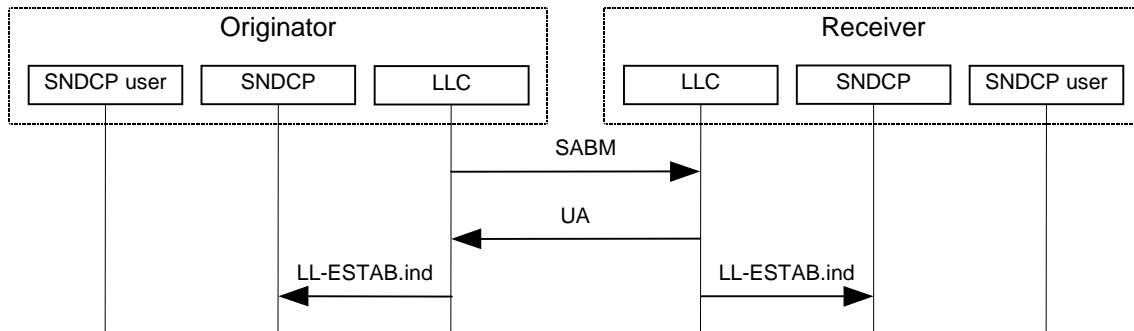 Originator
Receiver
SNDCP user
SNDCP
LLC
LLC
SNDCP
SNDCP user
SABM
UA
LL-ESTAB.ind
LL-ESTAB.ind